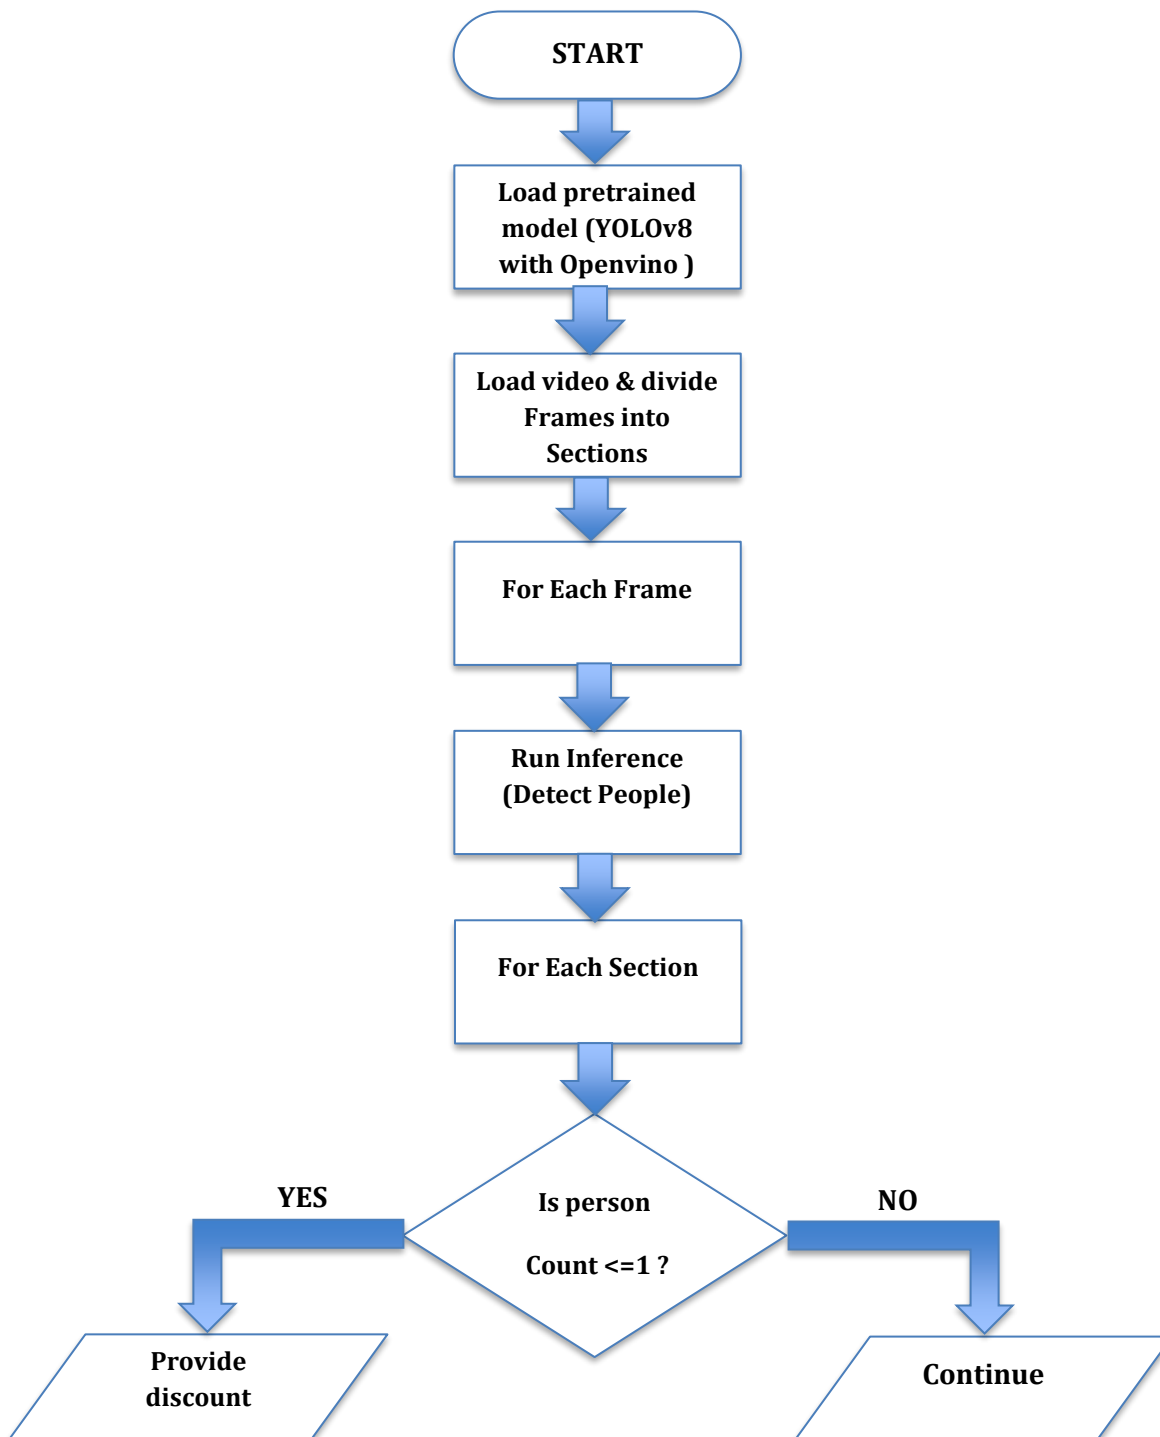 START
Load pretrained
model (YOLOv8
with Openvino )
Load video & divide
Frames into
Sections
For Each Frame
Run Inference
(Detect People)
For Each Section
Is person
Count <=1 ?
YES
NO
Provide
discount
Continue